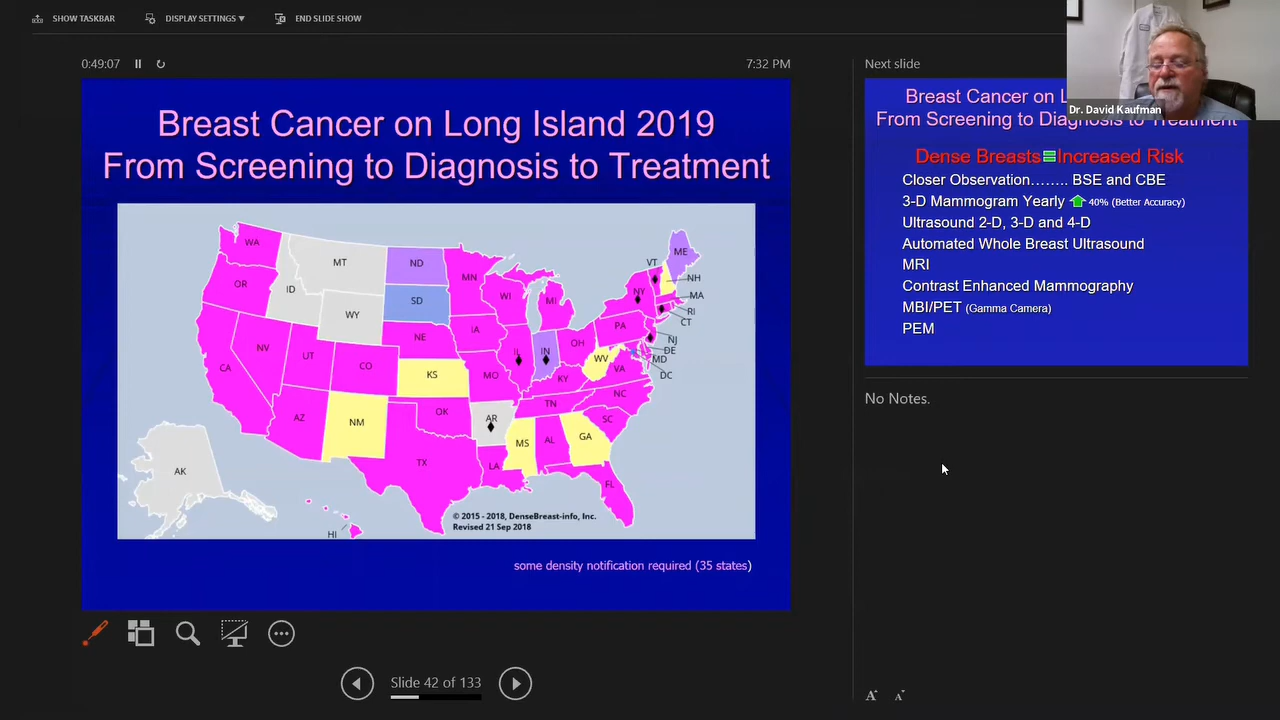 SHOW TASKBAR
DISPLAY SETTINGS ▼
END SLIDE SHOW
0:49:07
7:32 PM
Breast Cancer on Long Island 2019
From Screening to Diagnosis to Treatment
WA
OR
CA
NV
ID
MT
WY
UT
CO
AZ
NM
ND
SD
NE
KS
OK
TX
MN
IA
MO
AR
LA
WI
IL
MI
IN
OH
KY
TN
MS
AL
GA
FL
SC
NC
VA
WV
PA
NY
VT
ME
NH
MA
RI
CT
NJ
DE
MD
DC
AK
HI
© 2015 - 2018, DenseBreast-info, Inc.
Revised 21 Sep 2018
some density notification required (35 states)
Slide 42 of 133
Next slide
Breast Cancer on L
From Screening to Diagnosis to Treatment
Dense Breasts=Increased Risk
Closer Observation........ BSE and CBE
3-D Mammogram Yearly 40% (Better Accuracy)
Ultrasound 2-D, 3-D and 4-D
Automated Whole Breast Ultrasound
MRI
Contrast Enhanced Mammography
MBI/PET (Gamma Camera)
PEM
No Notes.
A A
Dr. David Kaufman